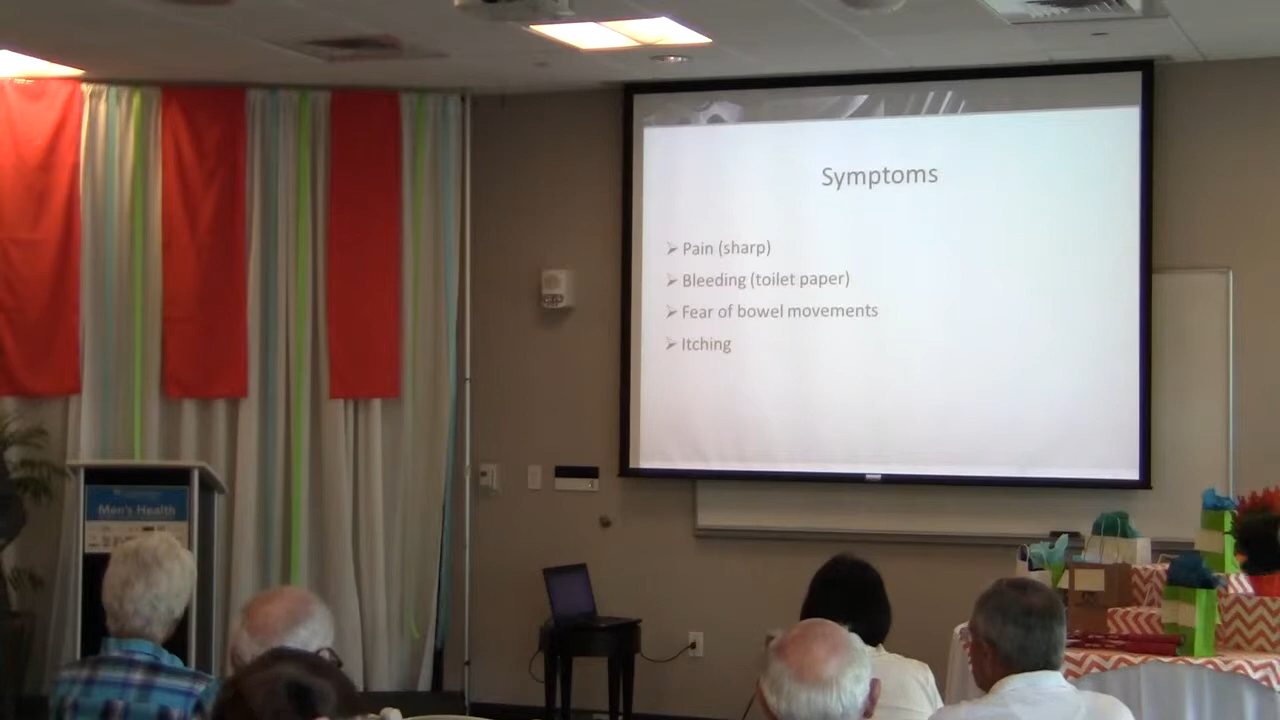 Symptoms
➢ Pain (sharp)
➢ Bleeding (toilet paper)
➢ Fear of bowel movements
➢ Itching
Men's Health